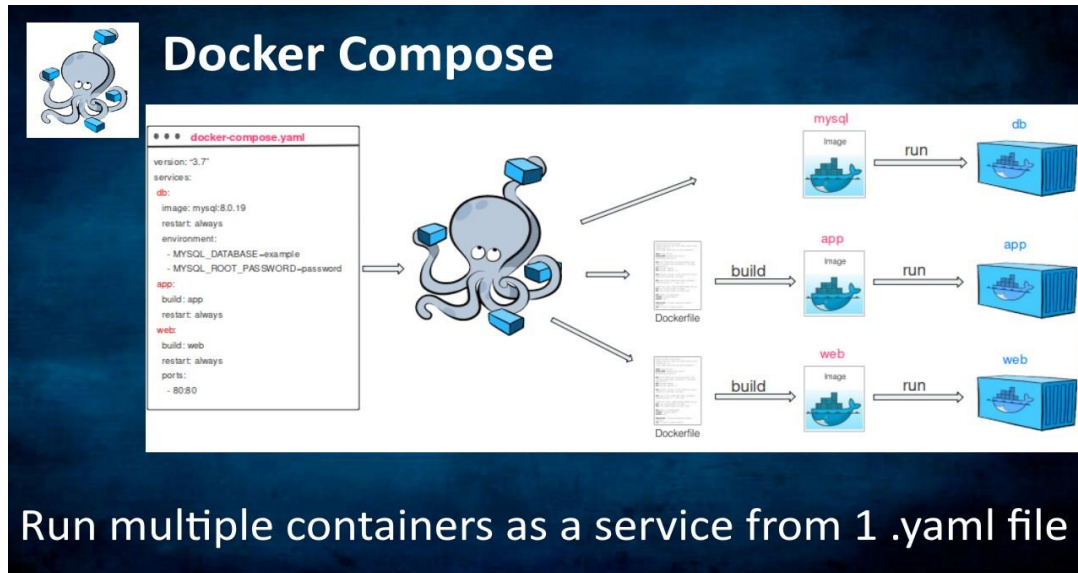 Docker Compose
docker-compose.yaml
version: "3.7"
services:
db:
image: mysql:8.0.19
restart: always
environment:
- MYSQL_DATABASE=example
- MYSQL_ROOT_PASSWORD=password
app:
build: app
restart: always
web:
build: web
restart: always
ports:
- 80:80
mysql
Image
run
db
Dockerfile
build
app
Image
run
app
Dockerfile
build
web
Image
run
web
Run multiple containers as a service from 1 .yaml file